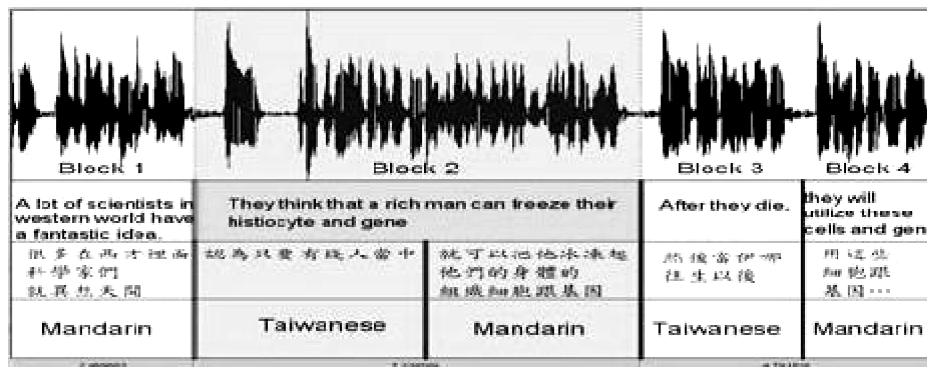 Block 1
Block 2
Block 3
Block 4
A lot of scientists in
western world have
a fantastic idea.
They think that a rich man can freeze their
histiocyte and gene
After they die.
they will
utilize these
cells and gen
很多在西方裡面
科學家們
就異想天開
認為只要有錢人當中
就可以把他冰凍起
他們的身體的
組織細胞跟基因
然後當伊哪
往生以後
用這些
細胞跟
基因…
Mandarin
Taiwanese
Mandarin
Taiwanese
Mandarin